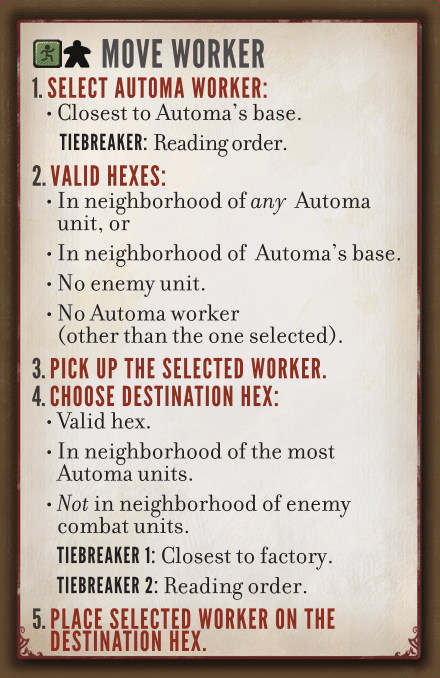 MOVE WORKER
1. SELECT AUTOMA WORKER:
• Closest to Automa's base.
TIEBREAKER: Reading order.
2. VALID HEXES:
• In neighborhood of any Automa
unit, or
• In neighborhood of Automa's base.
• No enemy unit.
• No Automa worker
(other than the one selected).
3. PICK UP THE SELECTED WORKER.
4. CHOOSE DESTINATION HEX:
• Valid hex.
• In neighborhood of the most
Automa units.
• Not in neighborhood of enemy
combat units.
TIEBREAKER 1: Closest to factory.
TIEBREAKER 2: Reading order.
5. PLACE SELECTED WORKER ON THE
DESTINATION HEX.